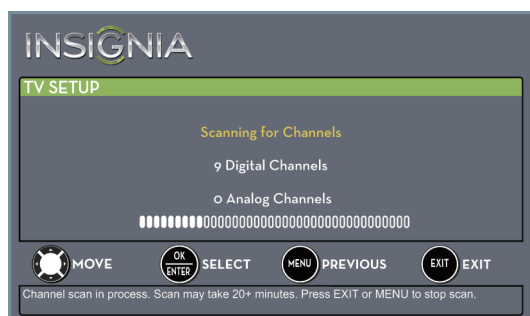 INSIGNIA
TV SETUP
Scanning for Channels
9 Digital Channels
0 Analog Channels
MOVE OK ENTER SELECT MENU PREVIOUS EXIT EXIT
Channel scan in process. Scan may take 20+ minutes. Press EXIT or MENU to stop scan.